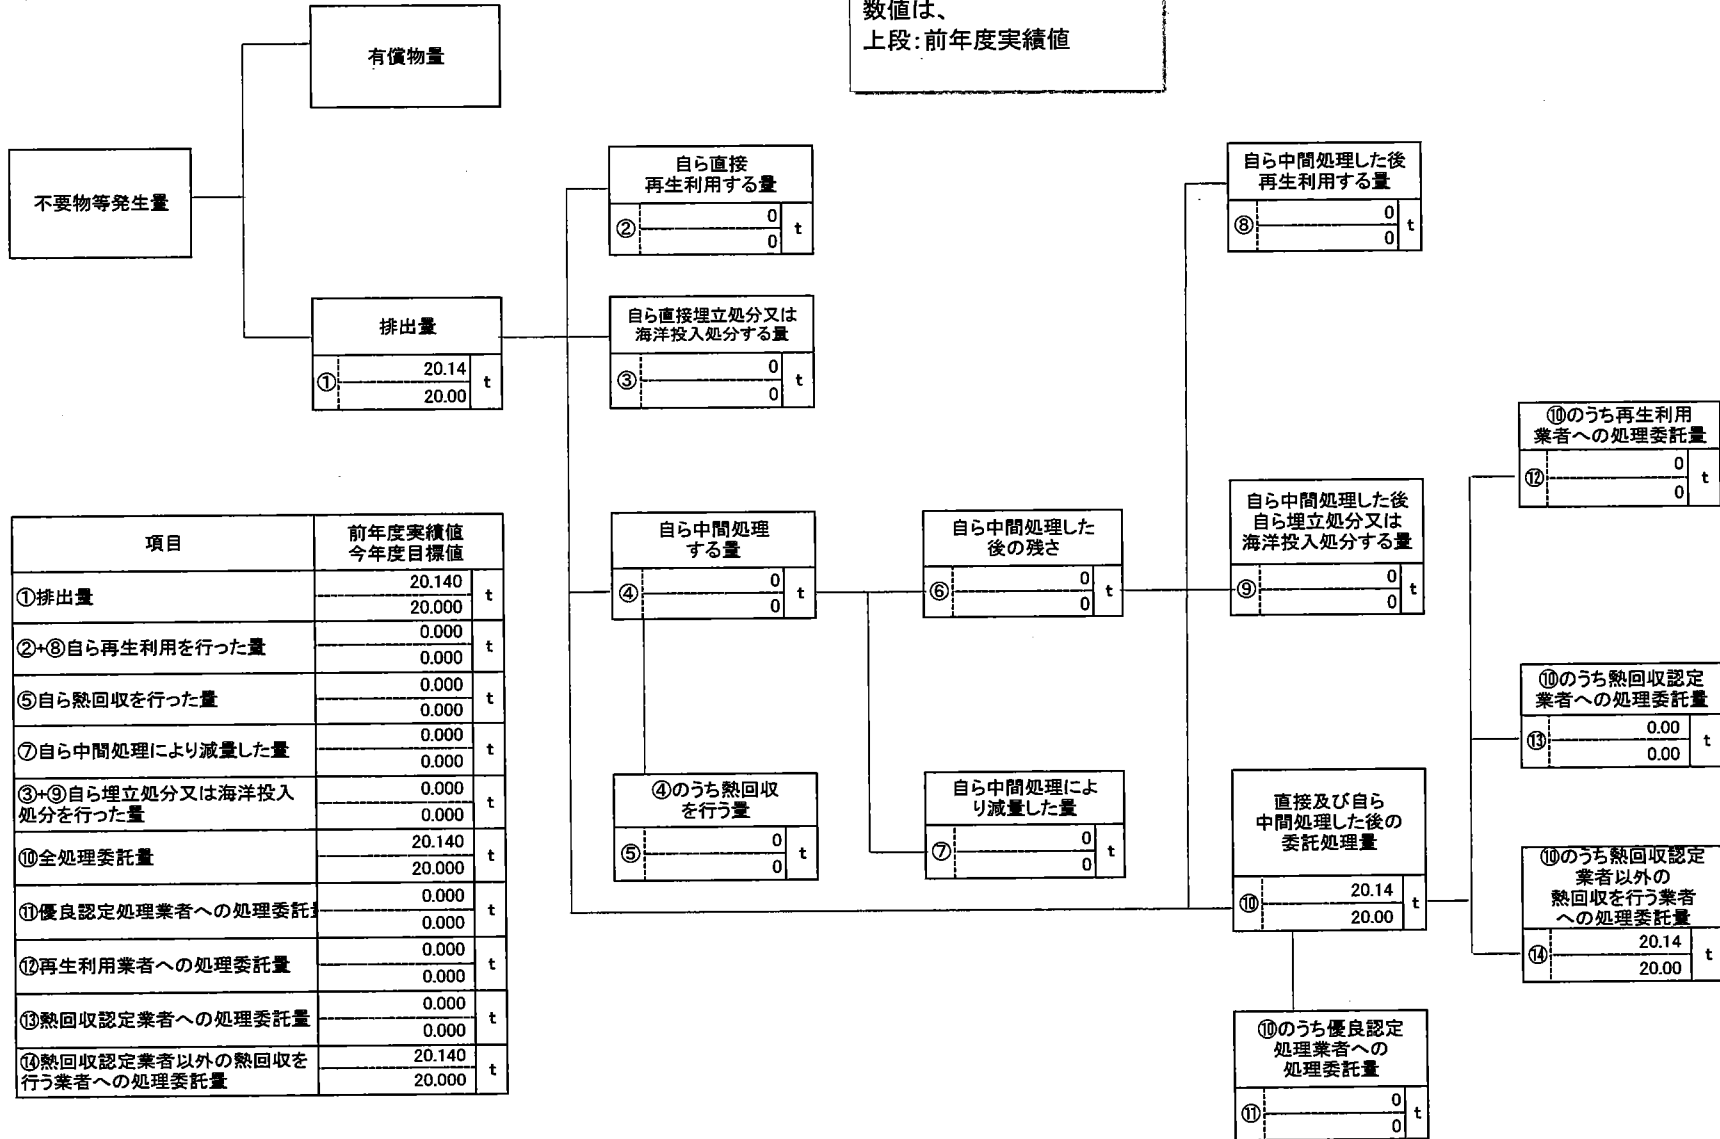 数値は、
上段：前年度実績値
有償物量
不要物等発生量
排出量
① 20.14 t
20.00
自ら直接
再生利用する量
② 0 t
0
自ら直接埋立処分又は
海洋投入処分する量
③ 0 t
0
自ら中間処理
する量
④ 0 t
0
④のうち熱回収
を行う量
⑤ 0 t
0
自ら中間処理した
後の残さ
⑥ 0 t
0
自ら中間処理によ
り減量した量
⑦ 0 t
0
自ら中間処理した後
再生利用する量
⑧ 0 t
0
自ら中間処理した後
自ら埋立処分又は
海洋投入処分する量
⑨ 0 t
0
直接及び自ら
中間処理した後の
委託処理量
⑩ 20.14 t
20.00
⑩のうち優良認定
処理業者への
処理委託量
⑪ 0 t
0
⑩のうち再生利用
業者への処理委託量
⑫ 0 t
0
⑩のうち熱回収認定
業者への処理委託量
⑬ 0.00 t
0.00
⑩のうち熱回収認定
業者以外の
熱回収を行う業者
への処理委託量
⑭ 20.14 t
20.00
項目 前年度実績値
今年度目標値
①排出量 20.140 t
20.000
②+⑧自ら再生利用を行った量 0.000 t
0.000
⑤自ら熱回収を行った量 0.000 t
0.000
⑦自ら中間処理により減量した量 0.000 t
0.000
③+⑨自ら埋立処分又は海洋投入
処分を行った量 0.000 t
0.000
⑩全処理委託量 20.140 t
20.000
⑪優良認定処理業者への処理委託 0.000 t
0.000
⑫再生利用業者への処理委託量 0.000 t
0.000
⑬熱回収認定業者への処理委託量 0.000 t
0.000
⑭熱回収認定業者以外の熱回収を
行う業者への処理委託量 20.140 t
20.000